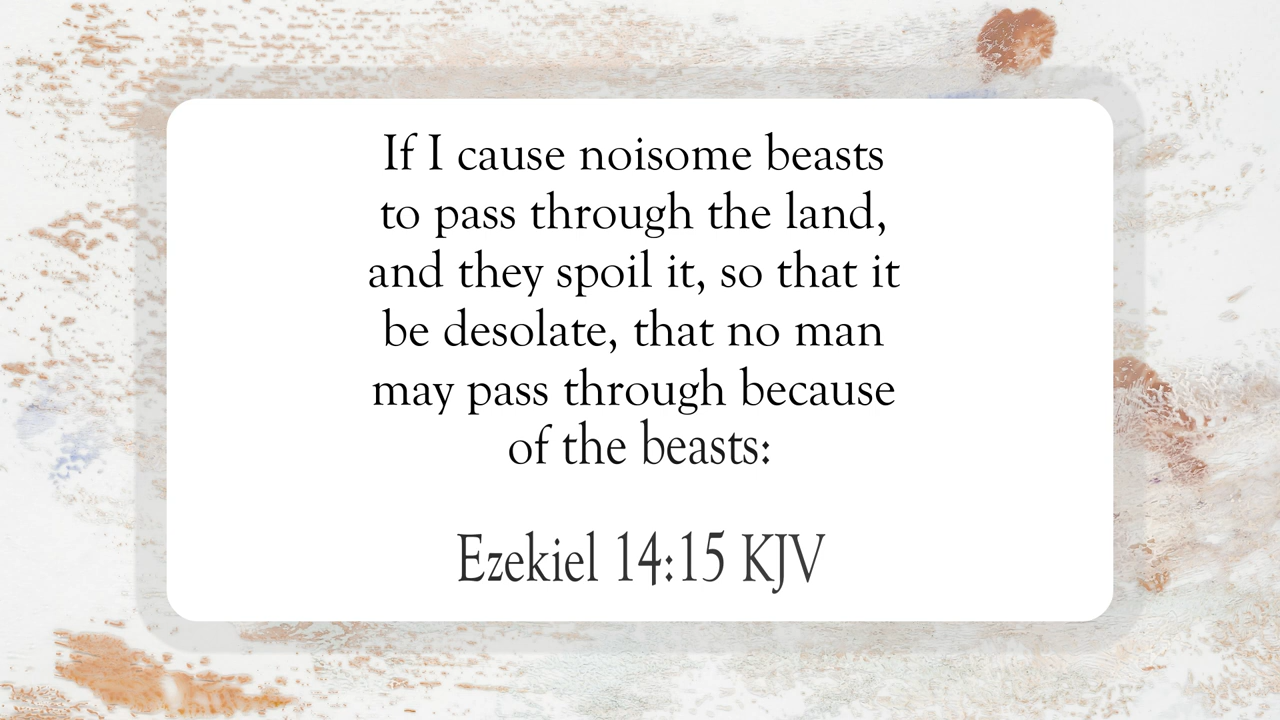 If I cause noisome beasts
to pass through the land,
and they spoil it, so that it
be desolate, that no man
may pass through because
of the beasts:
Ezekiel 14:15 KJV